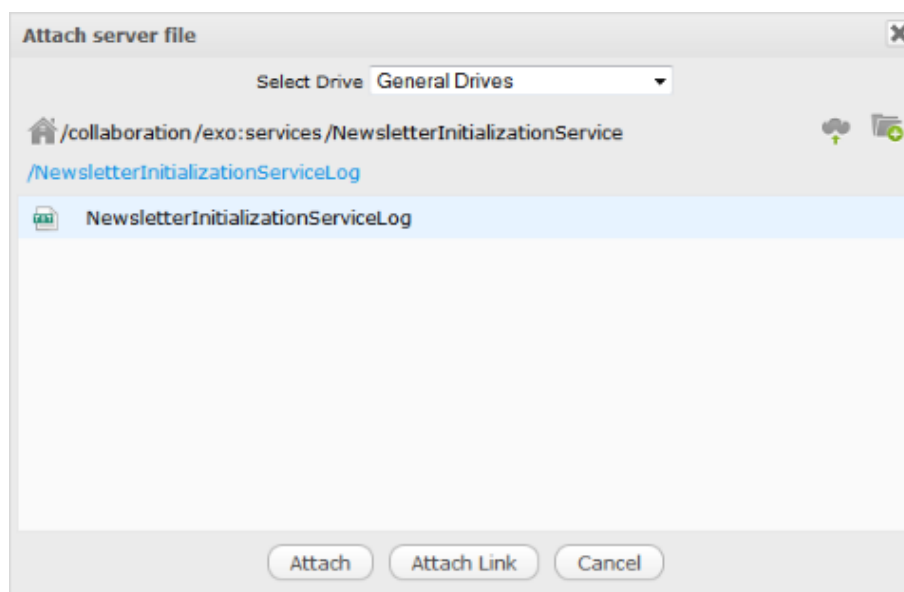 Attach server file
Select Drive General Drives
/collaboration/exo:services/NewsletterInitializationService
/NewsletterInitializationServiceLog
NewsletterInitializationServiceLog
Attach Attach Link Cancel